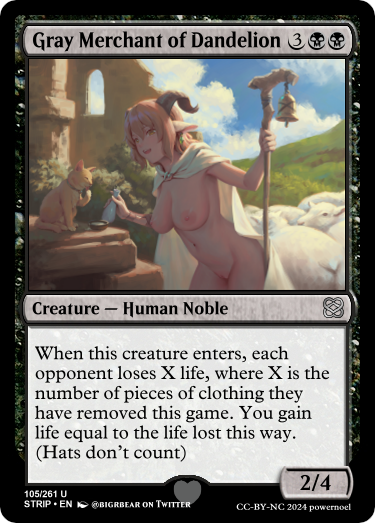 Gray Merchant of Dandelion 3
Creature — Human Noble
When this creature enters, each
opponent loses X life, where X is the
number of pieces of clothing they
have removed this game. You gain
life equal to the life lost this way.
(Hats don't count)
2/4
105/261 U
STRIP • EN @BIGRBEAR ON TWITTER
CC-BY-NC 2024 powernoel